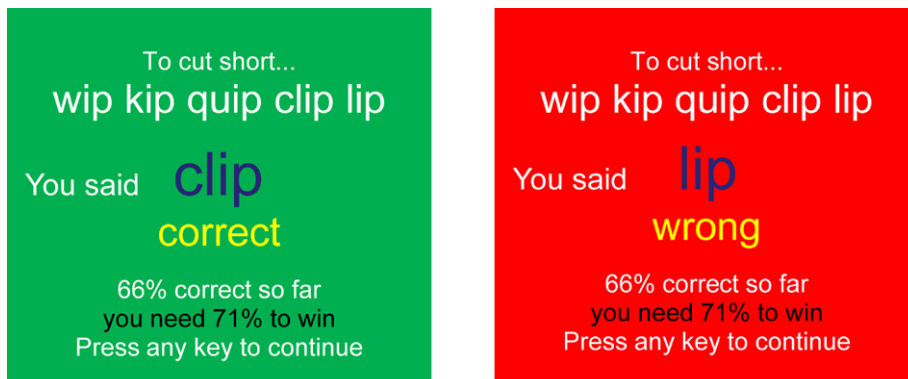 To cut short...
wip kip quip clip lip
You said clip
correct
66% correct so far
you need 71% to win
Press any key to continue
To cut short...
wip kip quip clip lip
You said lip
wrong
66% correct so far
you need 71% to win
Press any key to continue